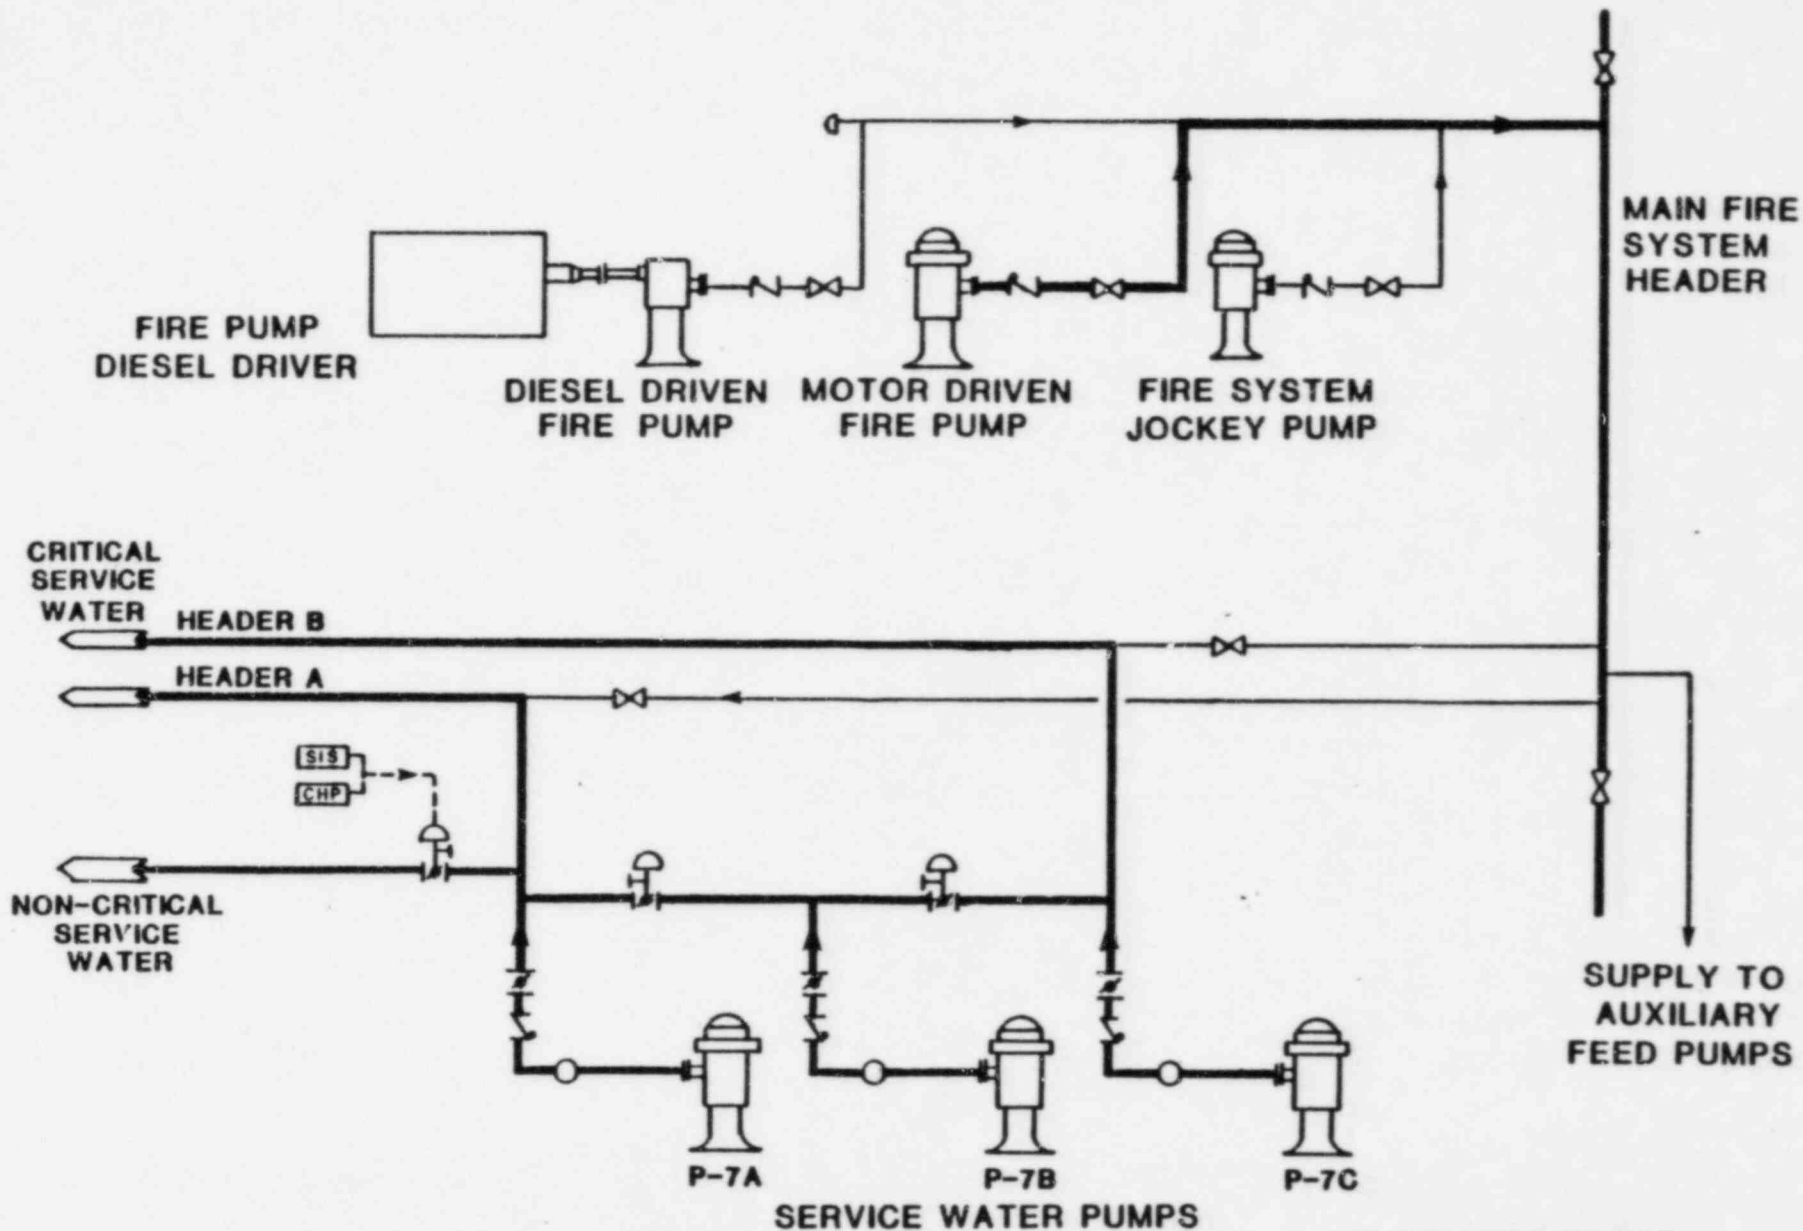 MAIN FIRE
SYSTEM
HEADER
FIRE PUMP
DIESEL DRIVER
DIESEL DRIVEN
FIRE PUMP
MOTOR DRIVEN
FIRE PUMP
FIRE SYSTEM
JOCKEY PUMP
CRITICAL
SERVICE
WATER
HEADER B
HEADER A
SIS
CHP
NON-CRITICAL
SERVICE
WATER
SUPPLY TO
AUXILIARY
FEED PUMPS
P-7A
P-7B
P-7C
SERVICE WATER PUMPS